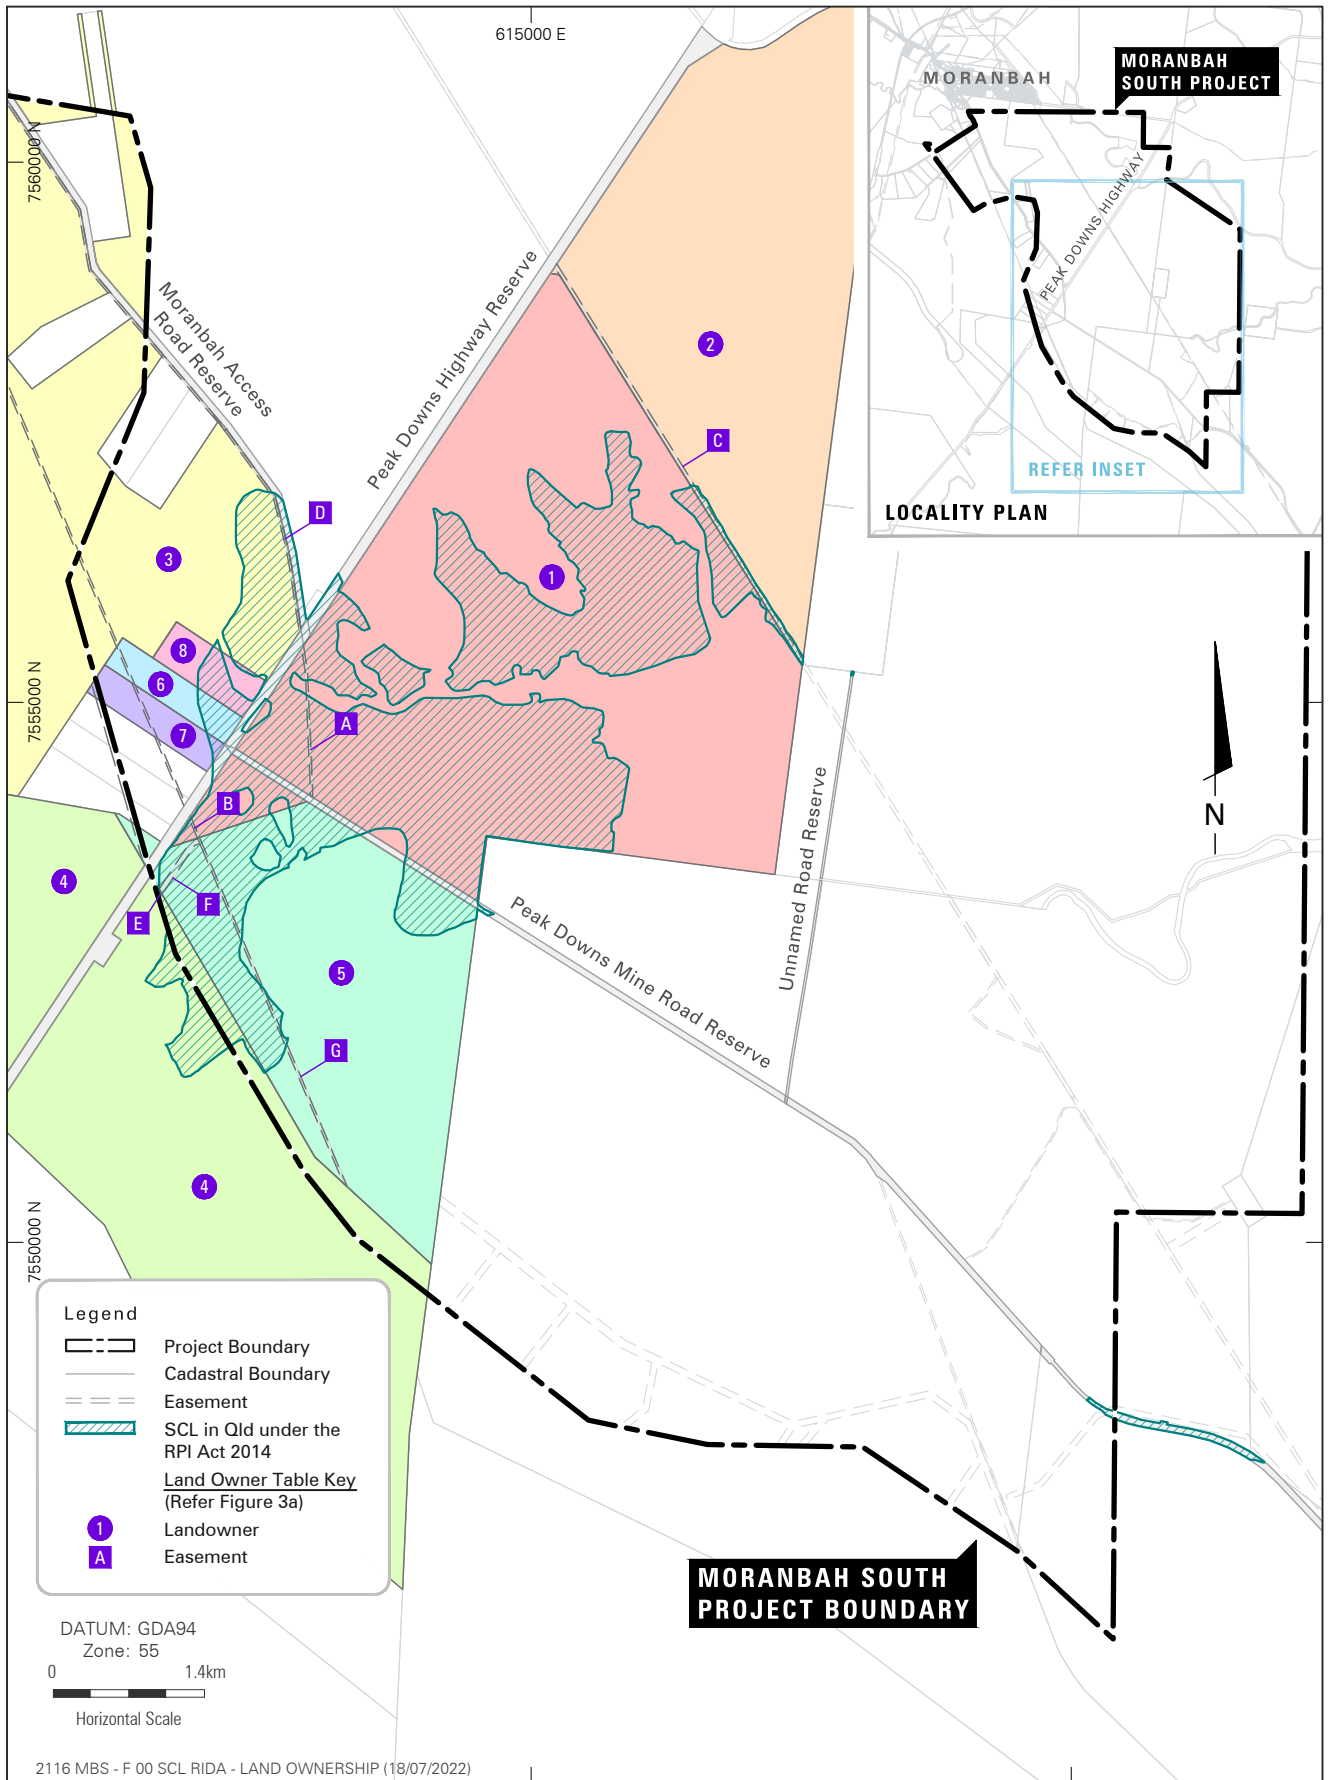 615000 E
7560000 N
7555000 N
7550000 N
MORANBAH
MORANBAH
SOUTH PROJECT
PEAK DOWNS HIGHWAY
REFER INSET
LOCALITY PLAN
Moranbah Access
Road Reserve
Peak Downs Highway Reserve
2
C
D
3
1
8
6
7
A
B
4
F
E
5
G
4
Peak Downs Mine Road Reserve
Unnamed Road Reserve
N
Legend
Project Boundary
Cadastral Boundary
Easement
SCL in Qld under the
RPI Act 2014
Land Owner Table Key
(Refer Figure 3a)
1 Landowner
A Easement
MORANBAH SOUTH
PROJECT BOUNDARY
DATUM: GDA94
Zone: 55
0 1.4km
Horizontal Scale
2116 MBS - F 00 SCL RIDA - LAND OWNERSHIP (18/07/2022)